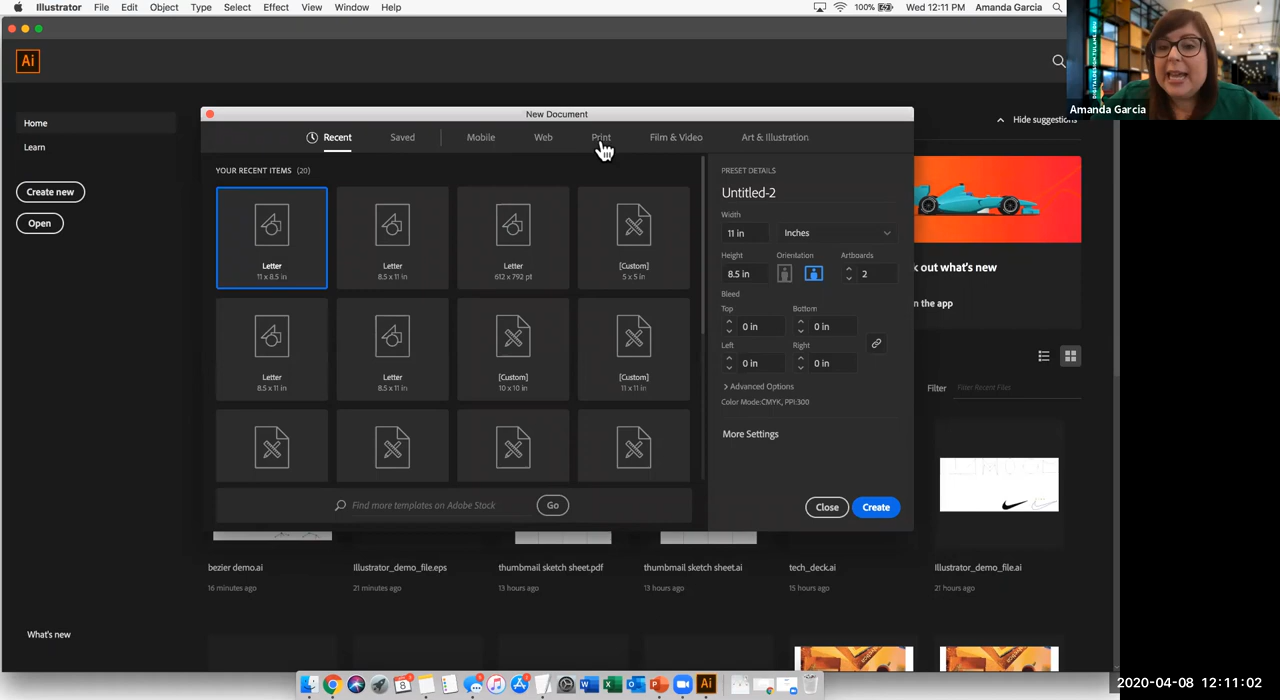 Illustrator File Edit Object Type Select Effect View Window Help 100% Wed 12:11 PM Amanda Garcia
Ai
Amanda Garcia
DIGITALDESIGN.TULANE.EDU
Hide suggestions
Home
Learn
Create new
Open
New Document
Recent Saved Mobile Web Print Film & Video Art & Illustration
YOUR RECENT ITEMS (20)
Letter
11 x 8.5 in
Letter
8.5 x 11 in
Letter
612 x 792 pt
[Custom]
5 x 5 in
Letter
8.5 x 11 in
Letter
8.5 x 11 in
[Custom]
10 x 10 in
[Custom]
11 x 11 in
Find more templates on Adobe Stock Go
PRESET DETAILS
Untitled-2
Width
11 in Inches
Height Orientation Artboards
8.5 in 2
Bleed
Top Bottom
0 in 0 in
Left Right
0 in 0 in
Advanced Options
Color Mode:CMYK, PPI:300
More Settings
Close Create
k out what's new
n the app
Filter Filter Recent Files
bezier demo.ai
16 minutes ago
Illustrator_demo_file.eps
21 minutes ago
thumbnail sketch sheet.pdf
13 hours ago
thumbnail sketch sheet.ai
13 hours ago
tech_deck.ai
15 hours ago
Illustrator_demo_file.ai
21 hours ago
What's new
Ai
2020-04-08 12:11:02